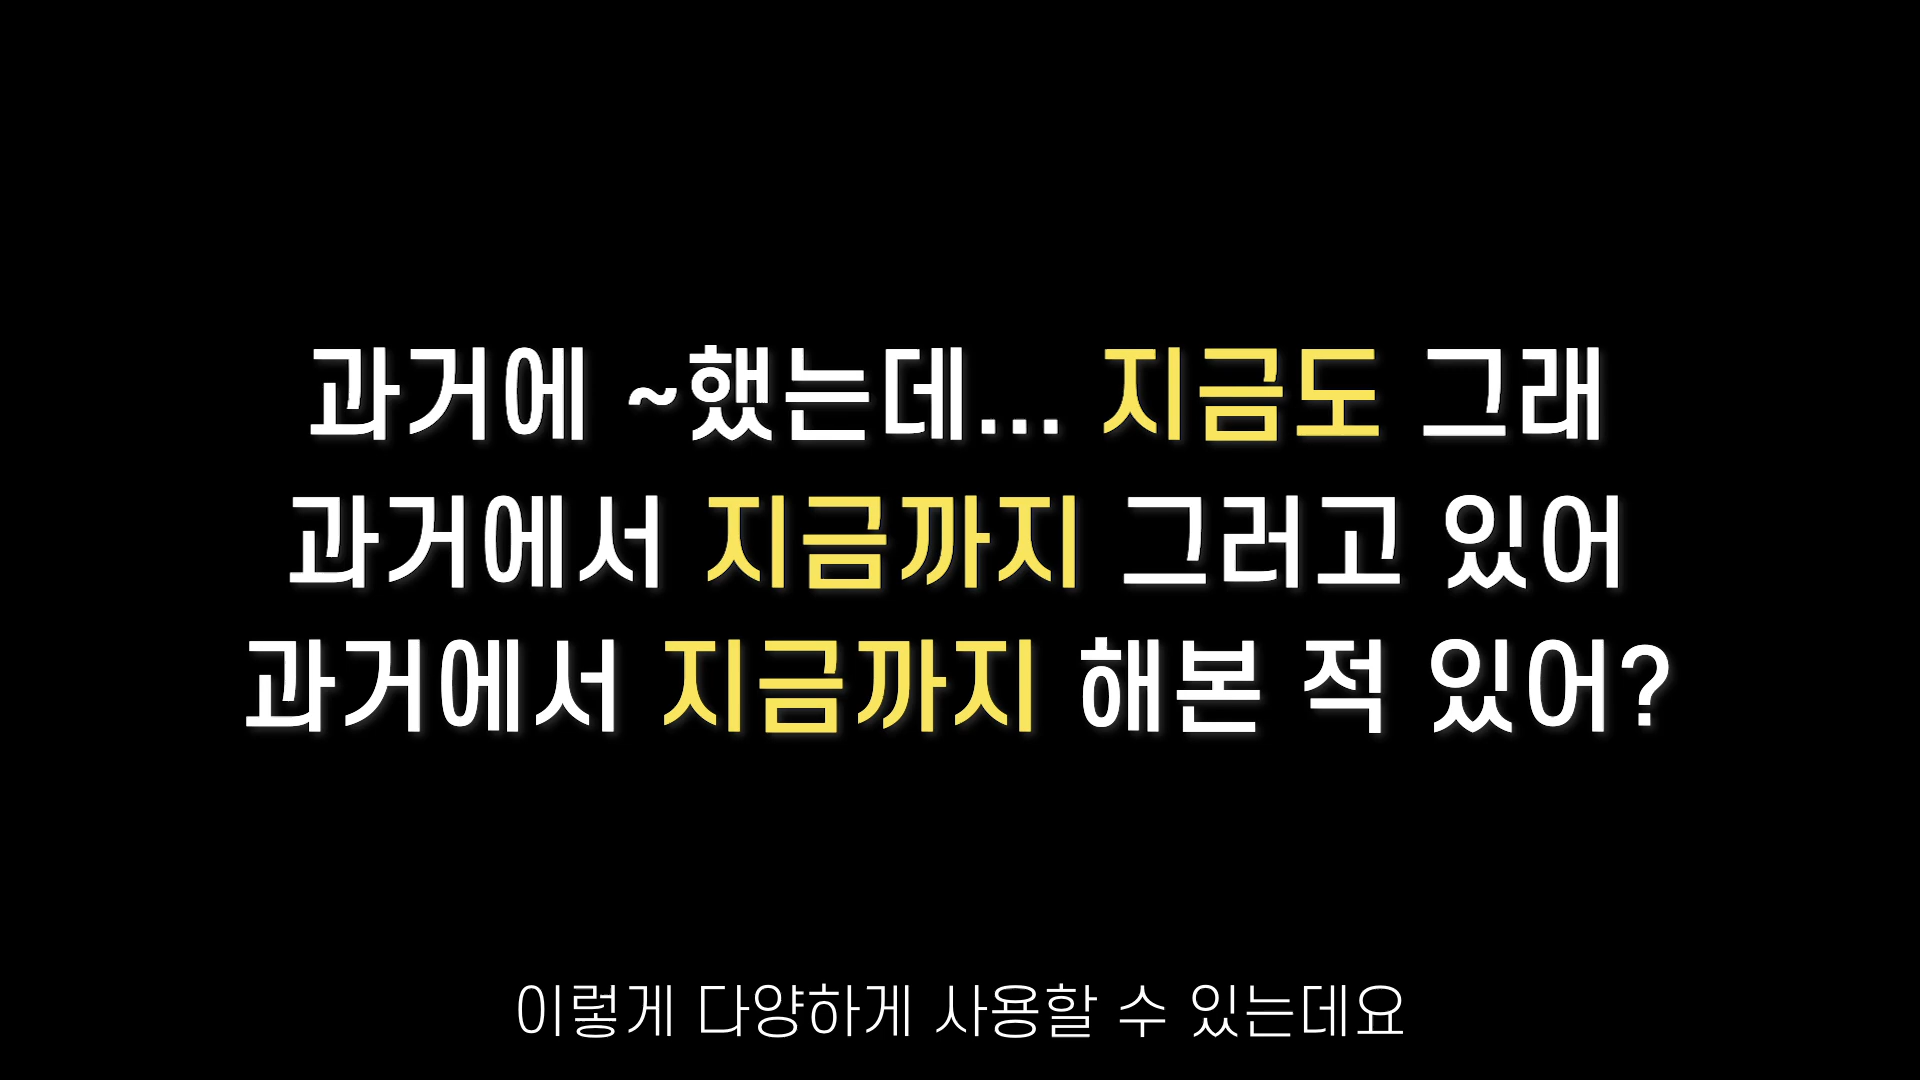 과거에 ~했는데... 지금도 그래
과거에서 지금까지 그러고 있어
과거에서 지금까지 해본 적 있어?
이렇게 다양하게 사용할 수 있는데요